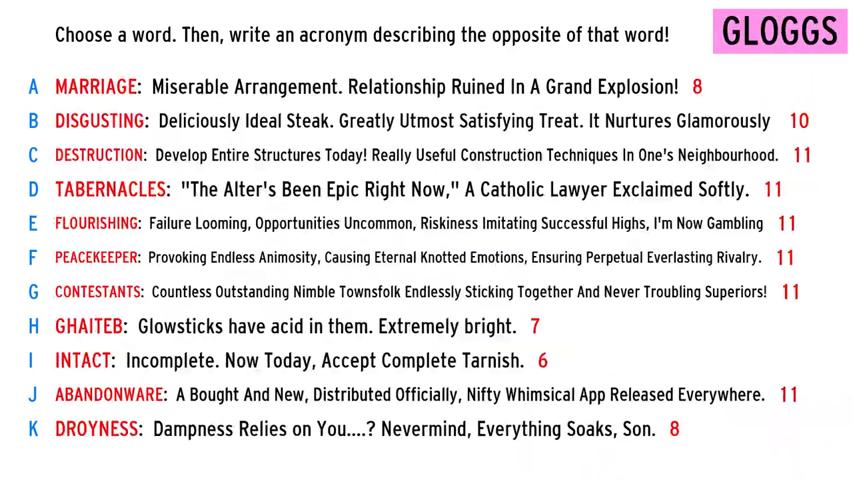 Choose a word. Then, write an acronym describing the opposite of that word!
GLOGGS
A MARRIAGE: Miserable Arrangement. Relationship Ruined In A Grand Explosion! 8
B DISGUSTING: Deliciously Ideal Steak. Greatly Utmost Satisfying Treat. It Nurtures Glamorously 10
C DESTRUCTION: Develop Entire Structures Today! Really Useful Construction Techniques In One's Neighbourhood. 11
D TABERNACLES: "The Alter's Been Epic Right Now," A Catholic Lawyer Exclaimed Softly. 11
E FLOURISHING: Failure Looming, Opportunities Uncommon, Riskiness Imitating Successful Highs, I'm Now Gambling 11
F PEACEKEEPER: Provoking Endless Animosity, Causing Eternal Knotted Emotions, Ensuring Perpetual Everlasting Rivalry. 11
G CONTESTANTS: Countless Outstanding Nimble Townsfolk Endlessly Sticking Together And Never Troubling Superiors! 11
H GHAITEB: Glowsticks have acid in them. Extremely bright. 7
I INTACT: Incomplete. Now Today, Accept Complete Tarnish. 6
J ABANDONWARE: A Bought And New, Distributed Officially, Nifty Whimsical App Released Everywhere. 11
K DROYNESS: Dampness Relies on You....? Nevermind, Everything Soaks, Son. 8